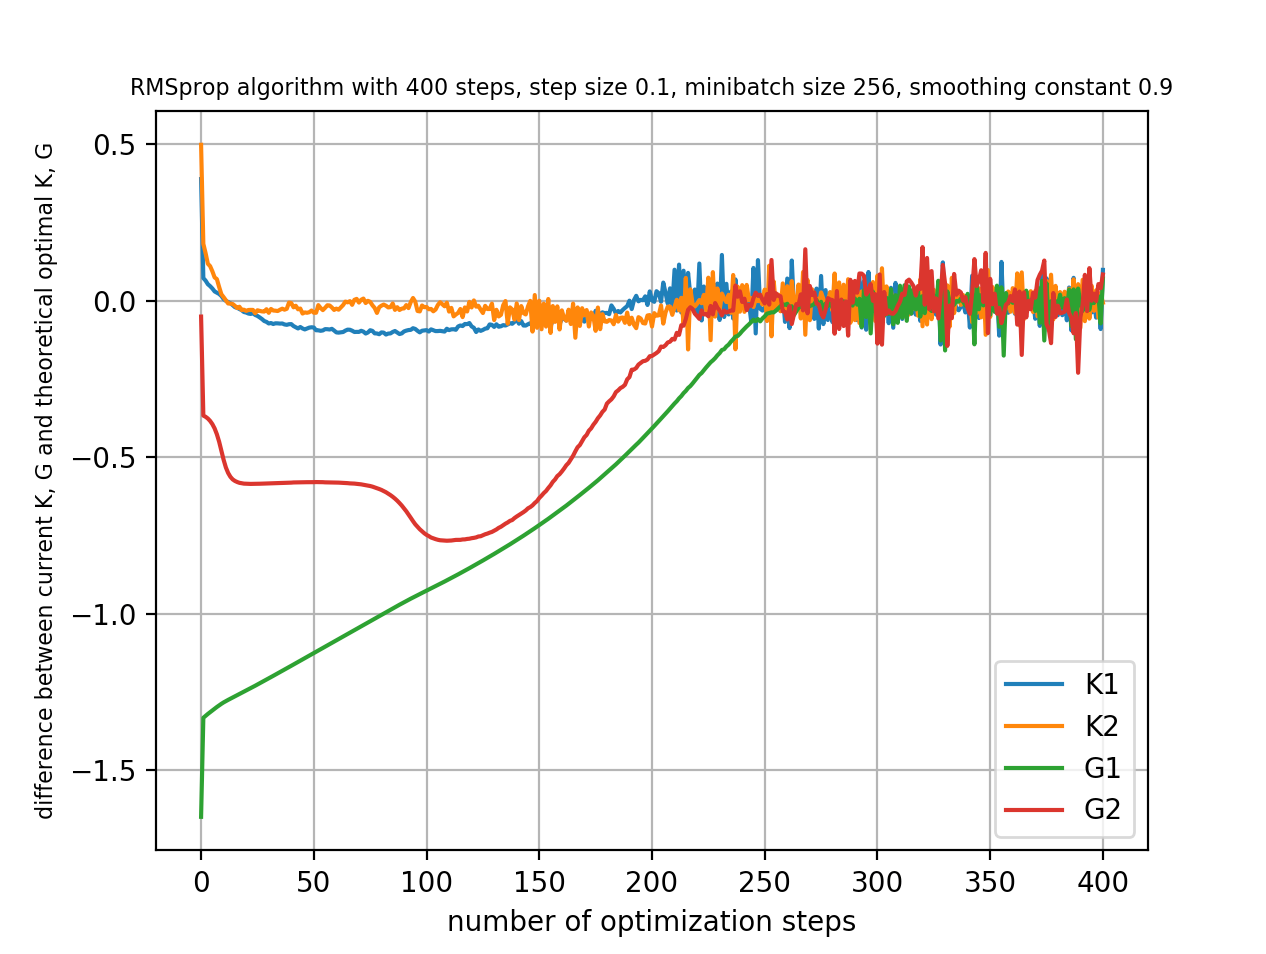 RMSprop algorithm with 400 steps, step size 0.1, minibatch size 256, smoothing constant 0.9
difference between current K, G and theoretical optimal K, G
0.5
0.0
−0.5
−1.0
−1.5
K1
K2
G1
G2
0 50 100 150 200 250 300 350 400
number of optimization steps